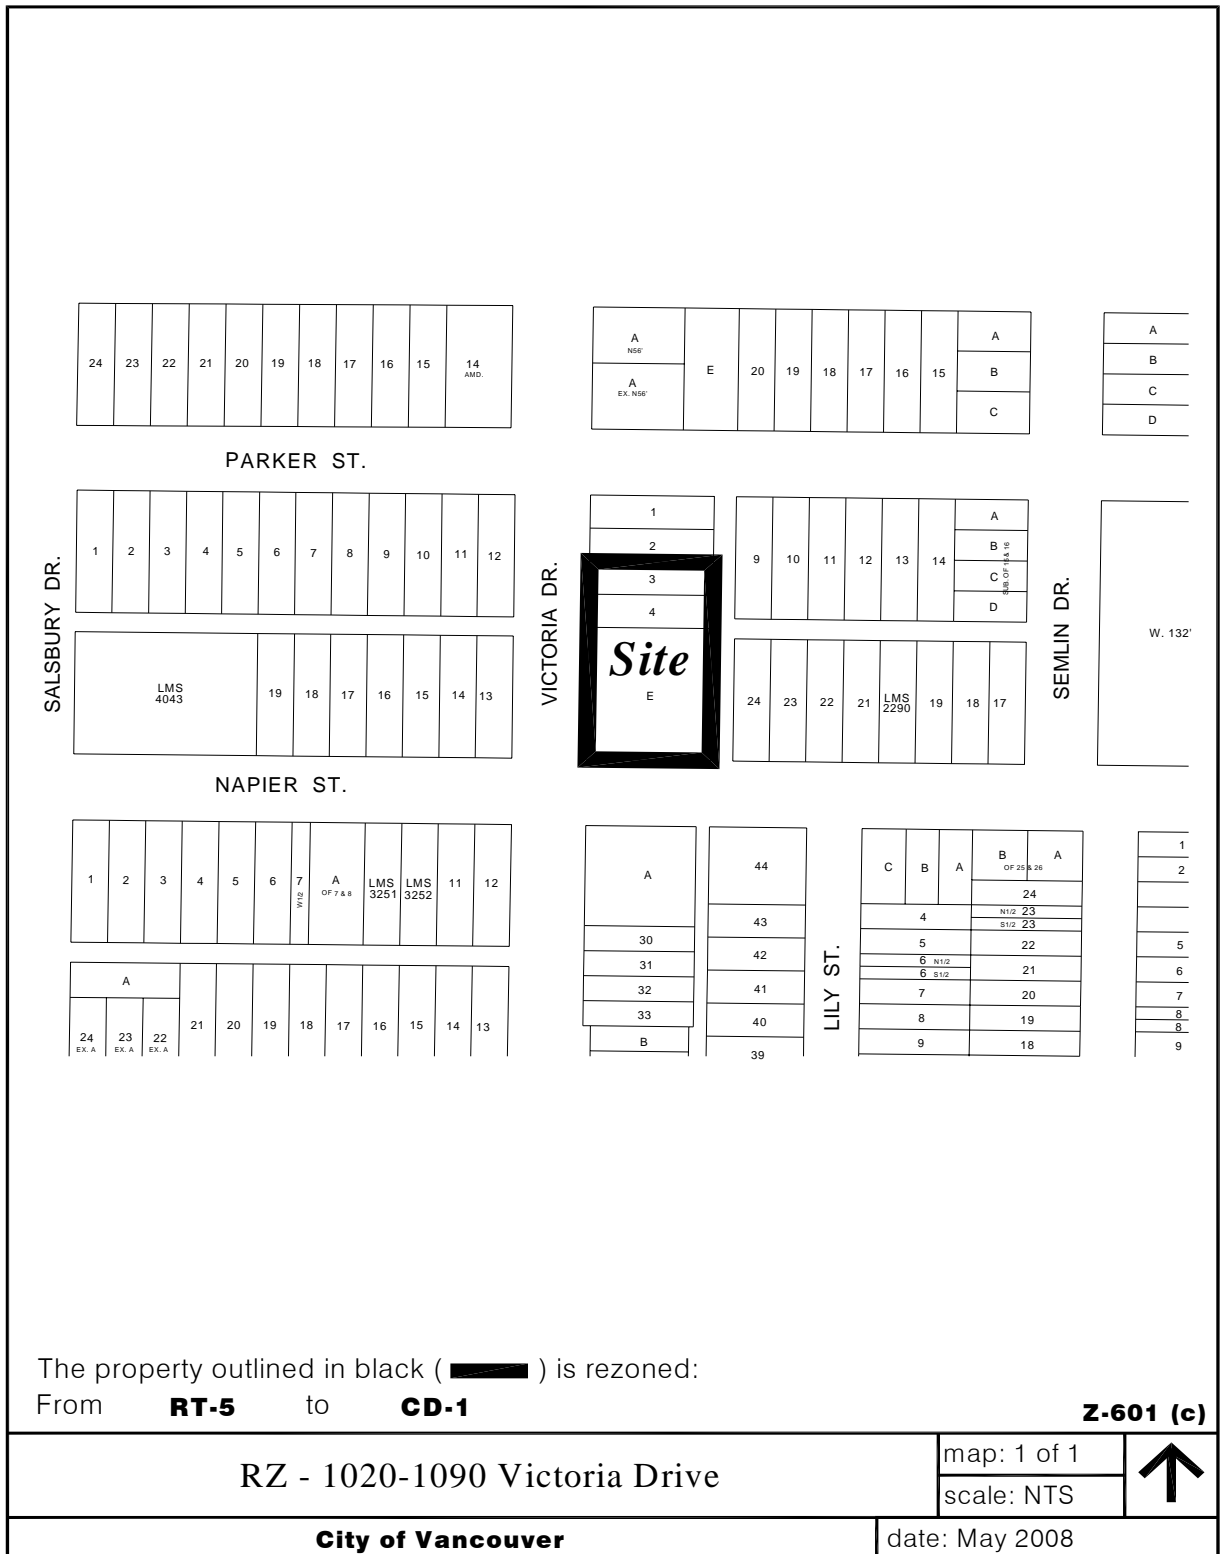 24 23 22 21 20 19 18 17 16 15 14
AMD.
A
N56'
A
EX. N56'
E 20 19 18 17 16 15
A
B
C
A
B
C
D
PARKER ST.
SALSBURY DR.
1 2 3 4 5 6 7 8 9 10 11 12
VICTORIA DR.
1
2
3
4
Site
E
9 10 11 12 13 14
A
B
C
D
SUB. OF 15 & 16
SEMLIN DR.
W. 132'
LMS
4043
19 18 17 16 15 14 13
24 23 22 21 LMS
2290
19 18 17
NAPIER ST.
1 2 3 4 5 6 7
W1/2
A
OF 7 & 8
LMS
3251
LMS
3252
11 12
A
30
31
32
33
B
44
43
42
41
40
39
LILY ST.
C B A
4
5
6 N1/2
6 S1/2
7
8
9
B A
OF 25 & 26
24
N1/2 23
S1/2 23
22
21
20
19
18
1
2
5
6
7
8
8
9
A
24
EX. A
23
EX. A
22
EX. A
21 20 19 18 17 16 15 14 13
The property outlined in black ( ) is rezoned:
From RT-5 to CD-1
Z-601 (c)
RZ - 1020-1090 Victoria Drive
map: 1 of 1
scale: NTS
City of Vancouver
date: May 2008